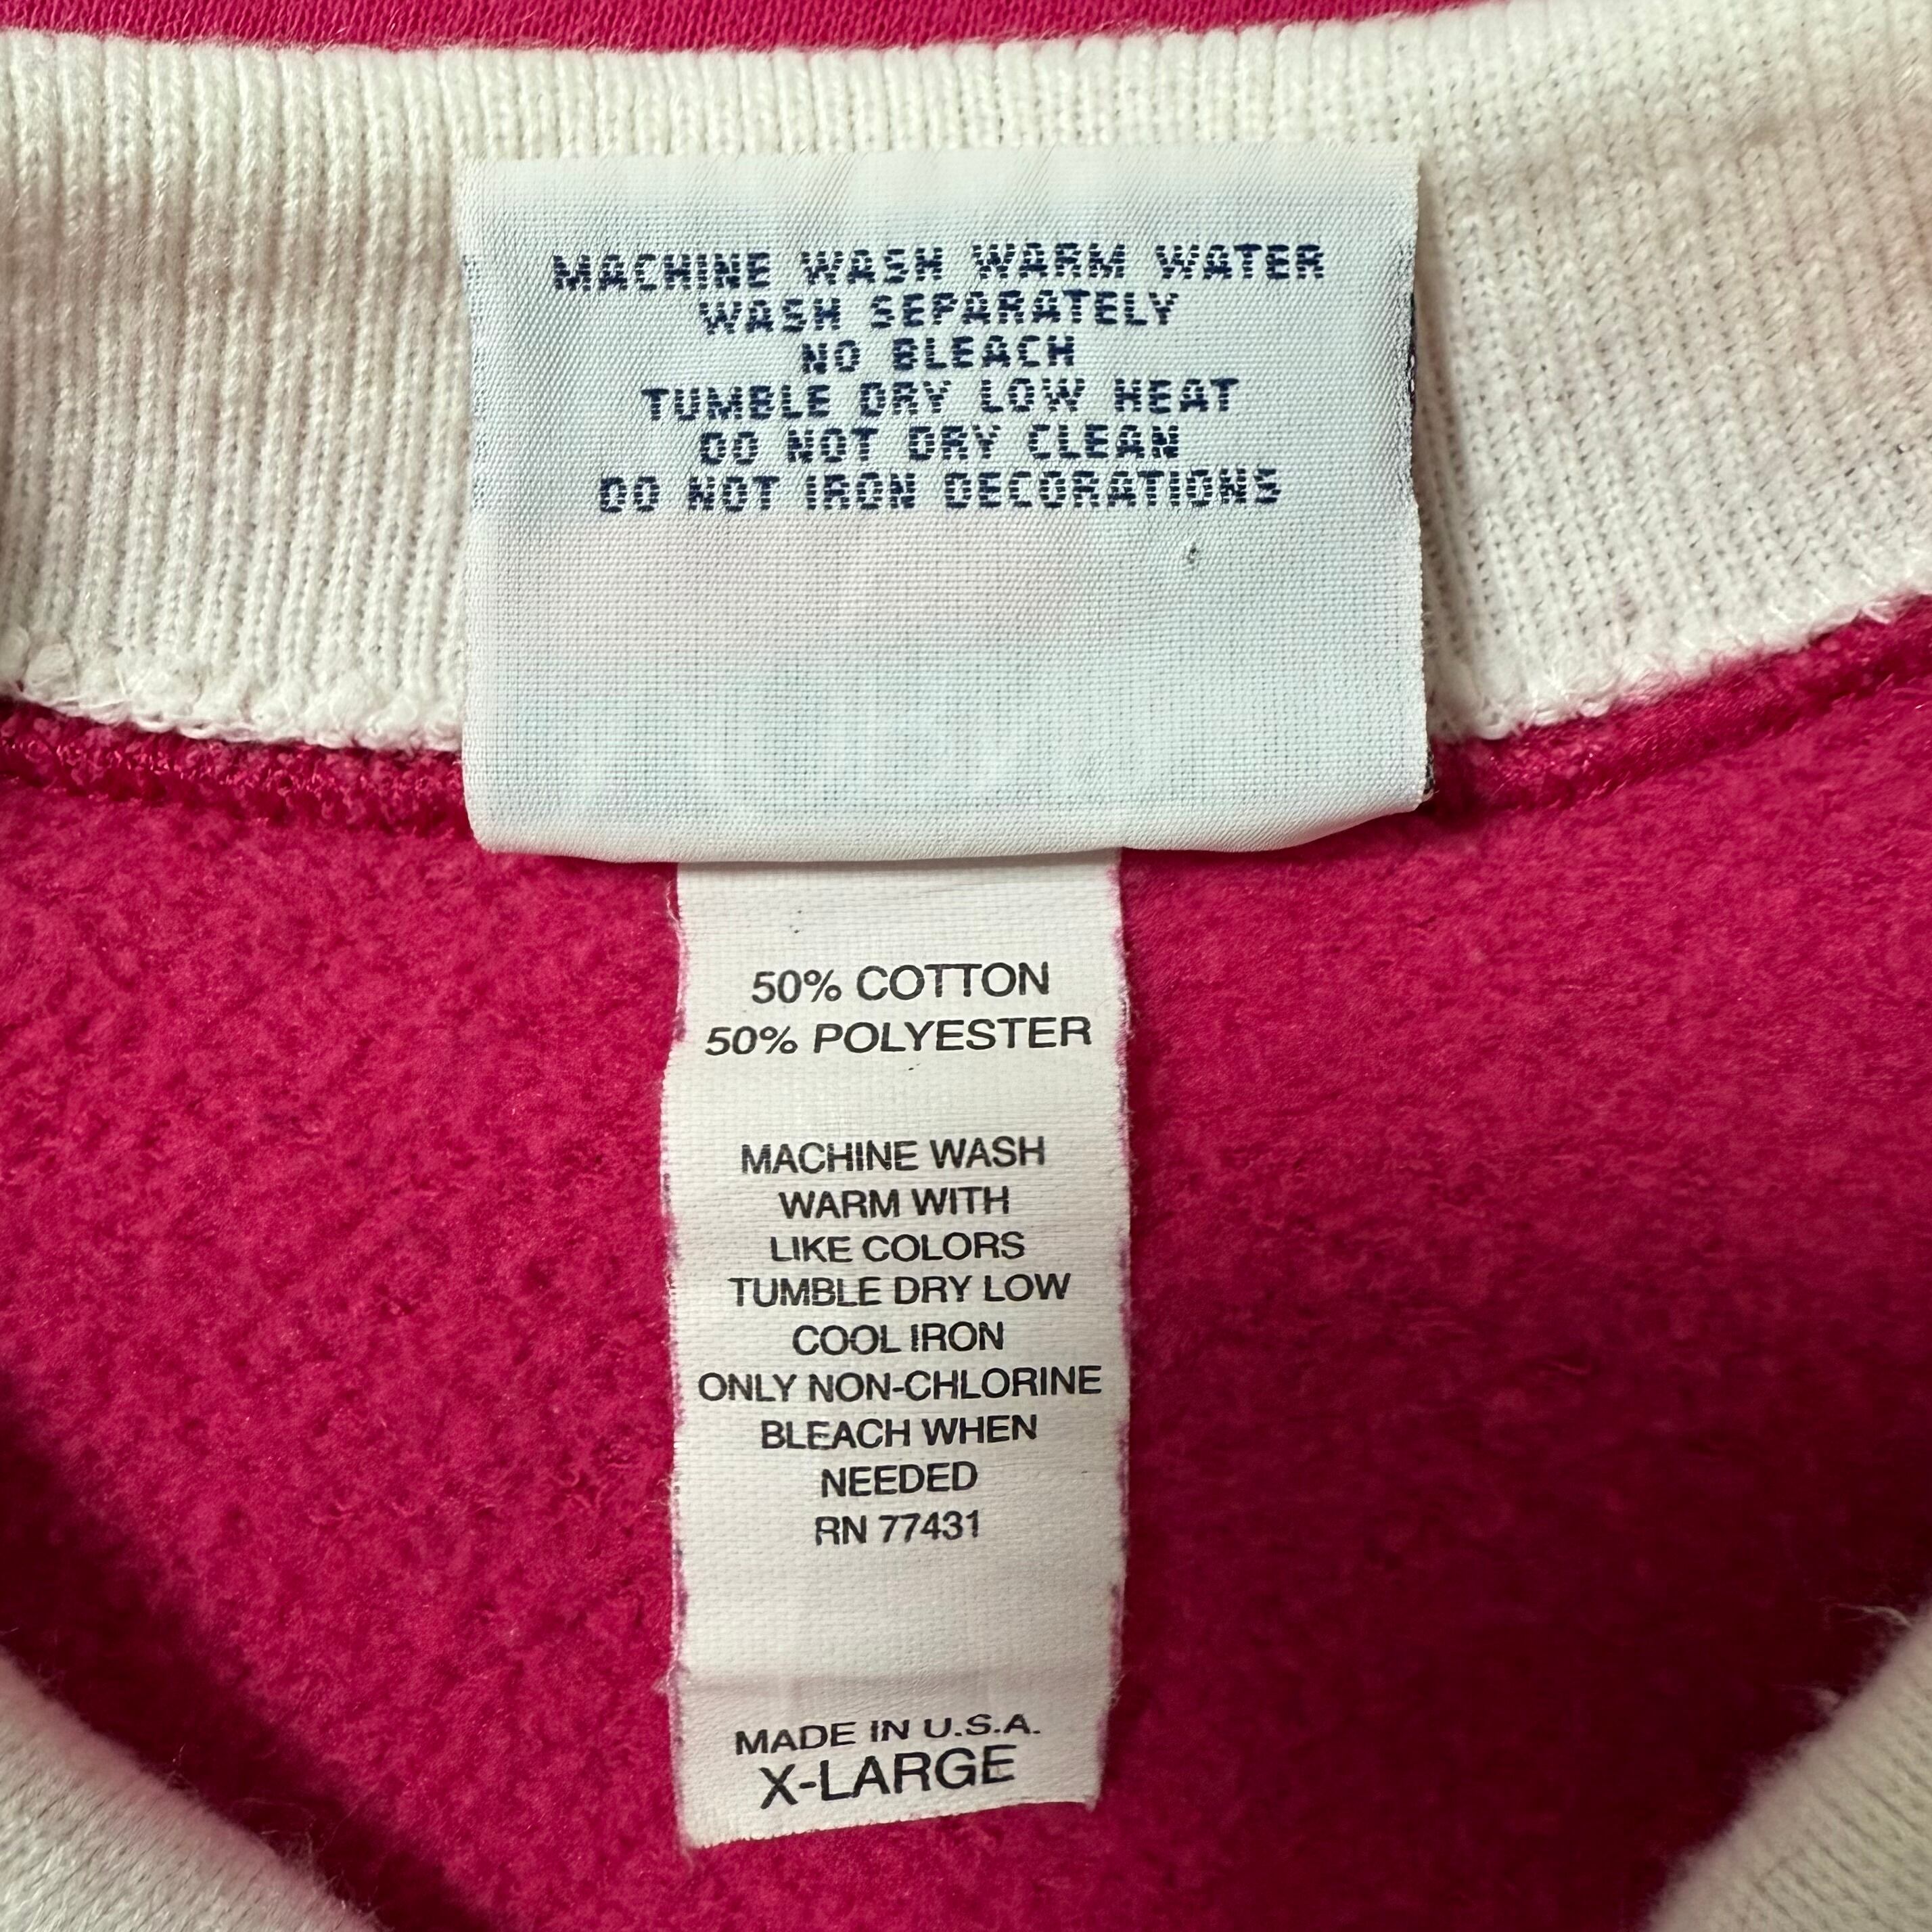 MACHINE WASH WARM WATER
WASH SEPARATELY
NO BLEACH
TUMBLE DRY LOW HEAT
DO NOT DRY CLEAN
DO NOT IRON DECORATIONS
50% COTTON
50% POLYESTER
MACHINE WASH
WARM WITH
LIKE COLORS
TUMBLE DRY LOW
COOL IRON
ONLY NON-CHLORINE
BLEACH WHEN
NEEDED
RN 77431
MADE IN U.S.A.
X-LARGE